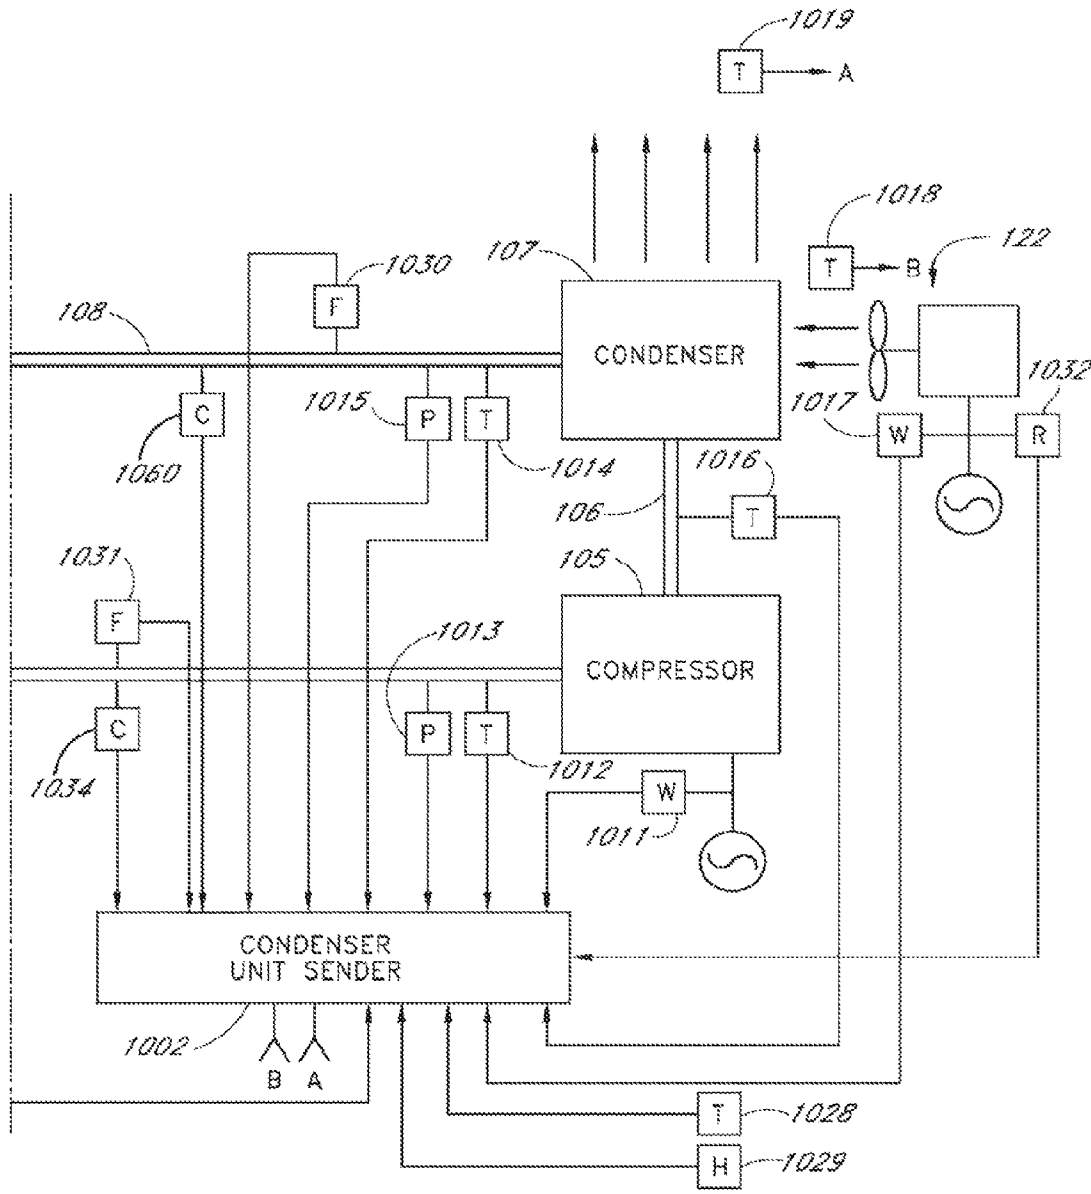 1019
T
A
1018
T
B
122
107
1030
F
108
CONDENSER
1032
1015
P
T
1017
W
R
C
1060
1014
1016
106
T
1031
105
F
1013
COMPRESSOR
C
P
T
1034
1012
W
1011
CONDENSER
UNIT SENDER
1002
B
A
T
1028
H
1029